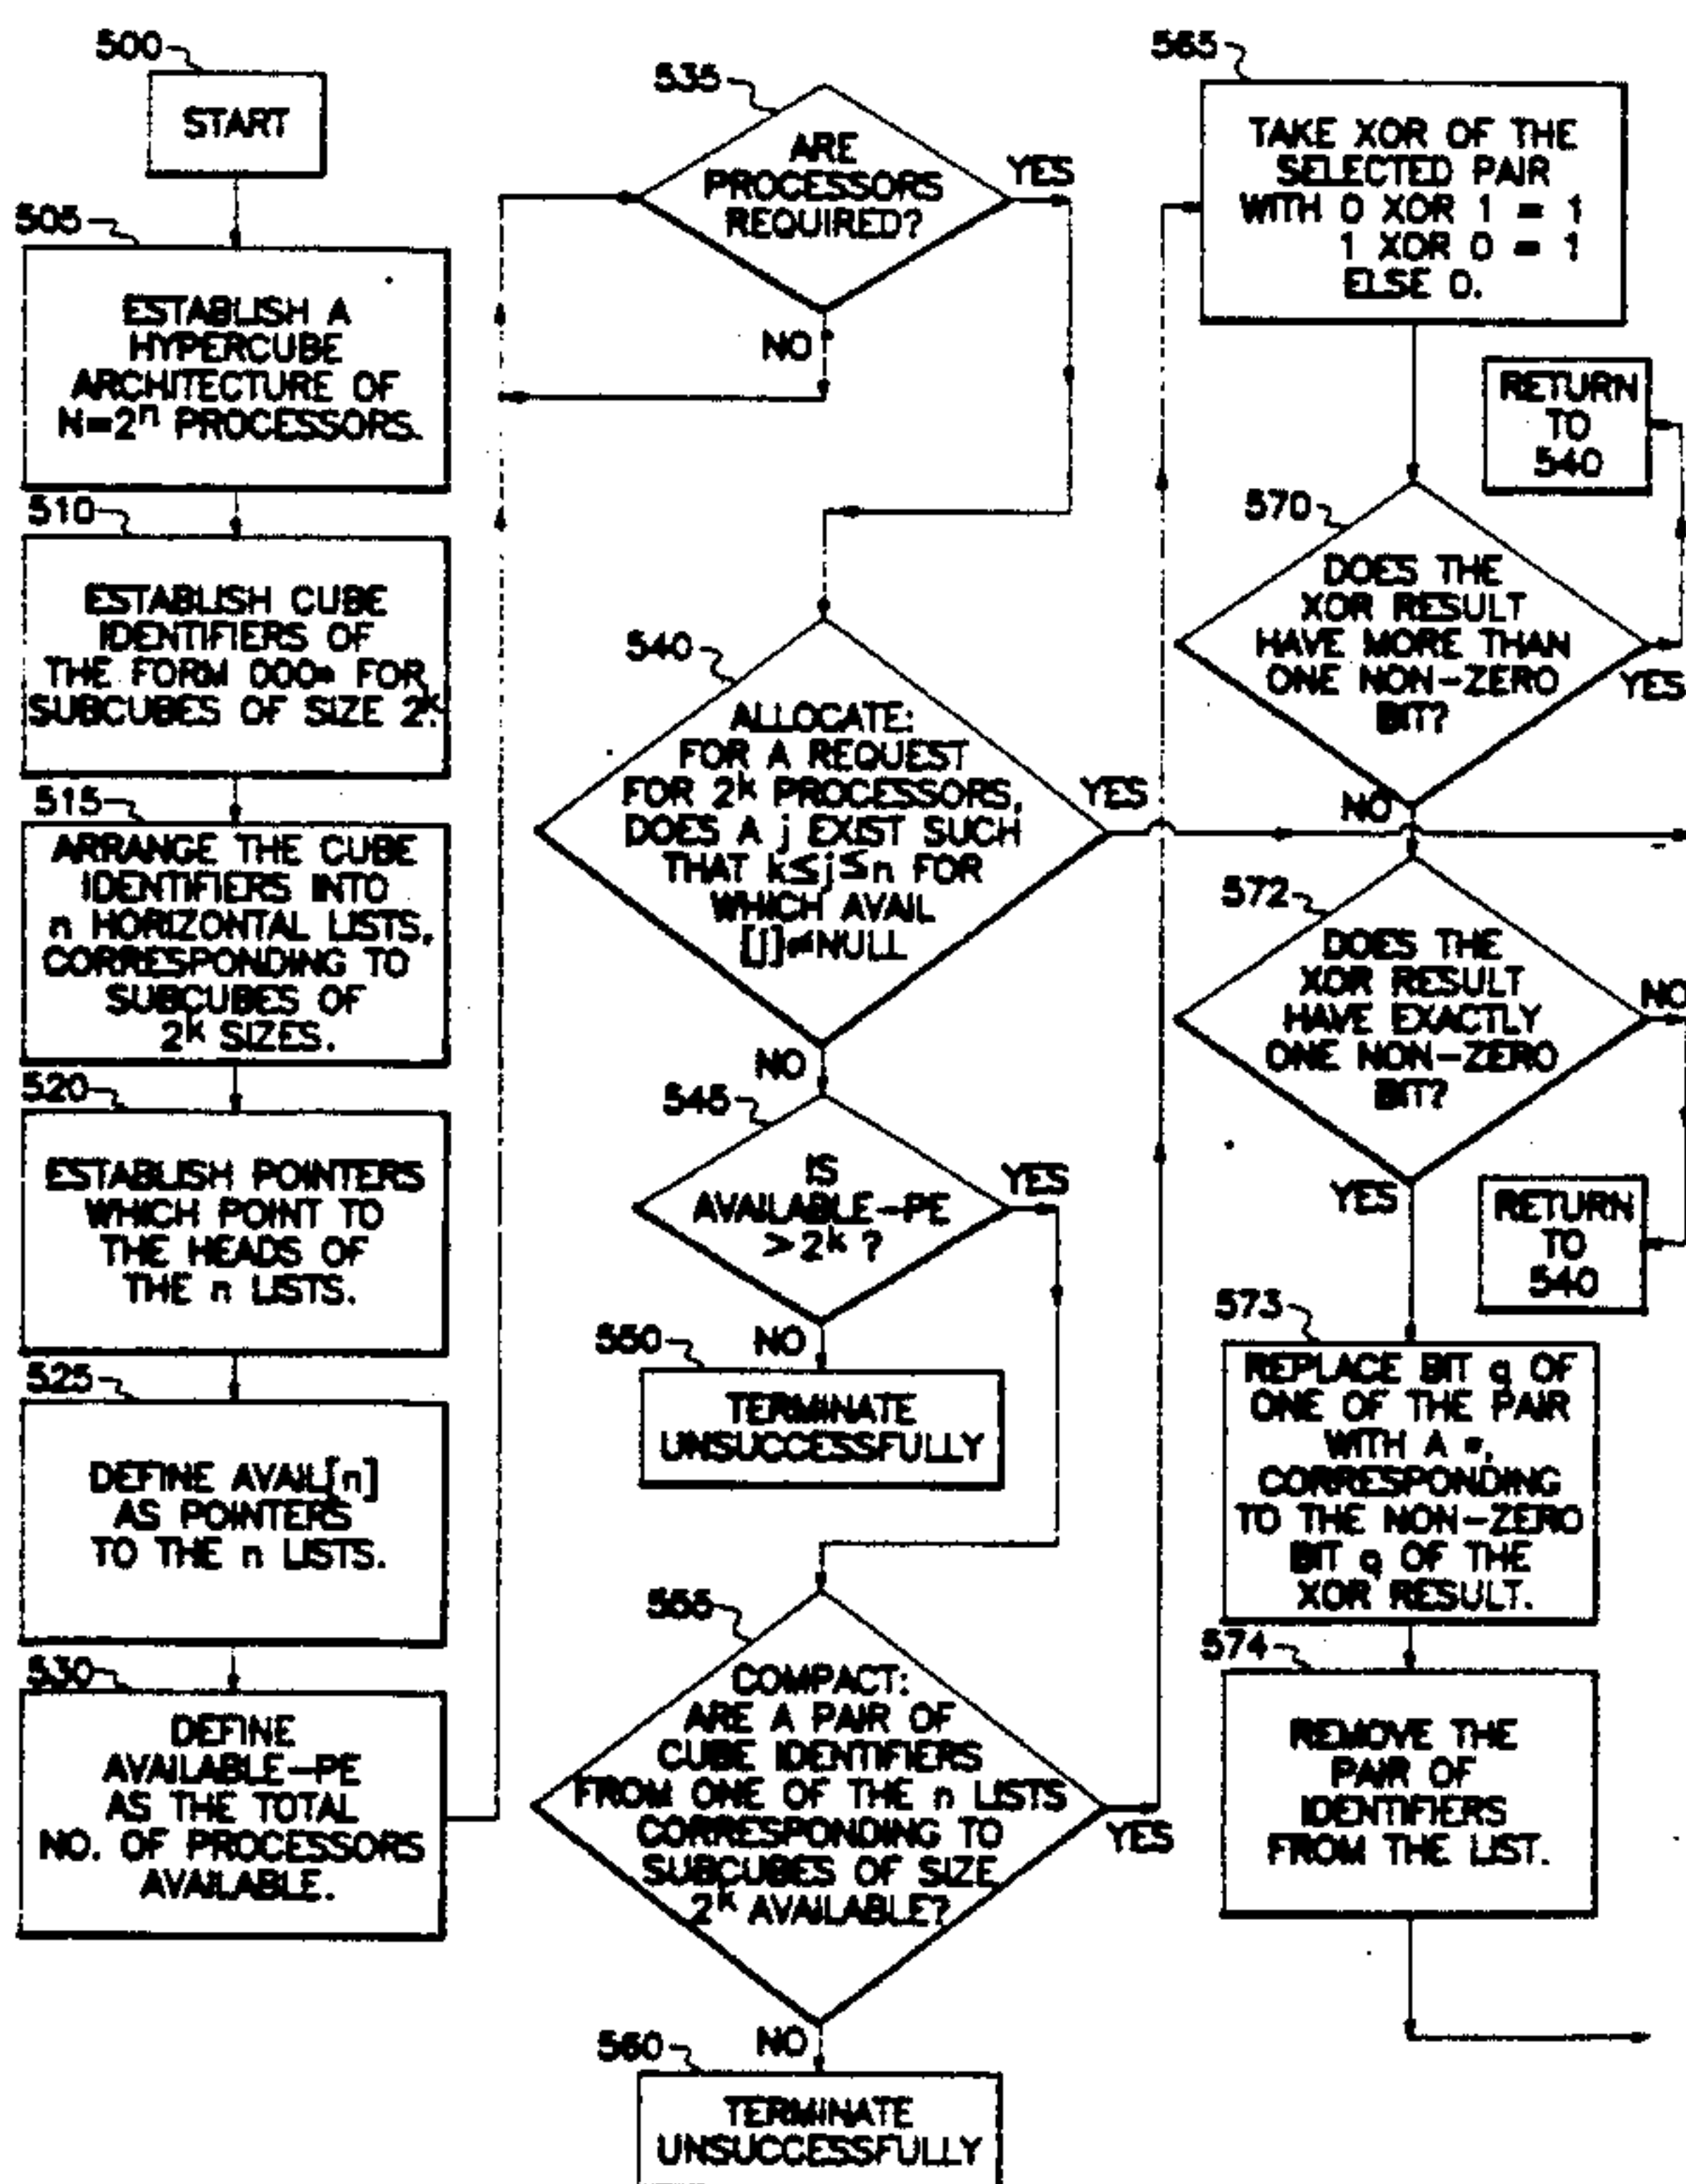 500
START
505
ESTABLISH A
HYPERCUBE
ARCHITECTURE OF
N=2ⁿ PROCESSORS.
510
ESTABLISH CUBE
IDENTIFIERS OF
THE FORM 000* FOR
SUBCUBES OF SIZE 2ᵏ.
515
ARRANGE THE CUBE
IDENTIFIERS INTO
n HORIZONTAL LISTS,
CORRESPONDING TO
SUBCUBES OF
2ᵏ SIZES.
520
ESTABLISH POINTERS
WHICH POINT TO
THE HEADS OF
THE n LISTS.
525
DEFINE AVAIL[n]
AS POINTERS
TO THE n LISTS.
530
DEFINE
AVAILABLE-PE
AS THE TOTAL
NO. OF PROCESSORS
AVAILABLE.
535
ARE
PROCESSORS
REQUIRED?
YES
NO
540
ALLOCATE:
FOR A REQUEST
FOR 2ᵏ PROCESSORS,
DOES A j EXIST SUCH
THAT k≤j≤n FOR
WHICH AVAIL
[j]≠NULL
YES
NO
545
IS
AVAILABLE-PE
>2ᵏ ?
YES
NO
550
TERMINATE
UNSUCCESSFULLY
555
COMPACT:
ARE A PAIR OF
CUBE IDENTIFIERS
FROM ONE OF THE n LISTS
CORRESPONDING TO
SUBCUBES OF SIZE
2ᵏ AVAILABLE?
YES
NO
560
TERMINATE
UNSUCCESSFULLY
565
TAKE XOR OF THE
SELECTED PAIR
WITH 0 XOR 1 = 1
1 XOR 0 = 1
ELSE 0.
RETURN
TO
540
570
DOES THE
XOR RESULT
HAVE MORE THAN
ONE NON-ZERO
BIT?
YES
NO
572
DOES THE
XOR RESULT
HAVE EXACTLY
ONE NON-ZERO
BIT?
NO
YES
RETURN
TO
540
573
REPLACE BIT q OF
ONE OF THE PAIR
WITH A *,
CORRESPONDING
TO THE NON-ZERO
BIT q OF THE
XOR RESULT.
574
REMOVE THE
PAIR OF
IDENTIFIERS
FROM THE LIST.